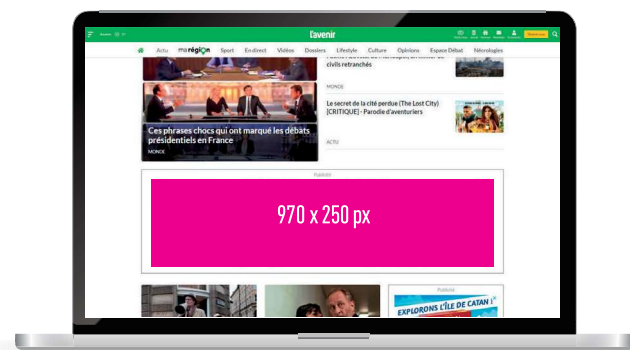 l'avenir
Actu ma région Sport En direct Vidéos Dossiers Lifestyle Culture Opinions Espace Débat Nécrologies
civils retranchés
MONDE
Le secret de la cité perdue (The Lost City)
[CRITIQUE] - Parodie d'aventuriers
ACTU
Ces phrases chocs qui ont marqué les débats
présidentiels en France
MONDE
Publicité
970 x 250 px
Publicité
EXPLORONS L'ÎLE DE CATAN !